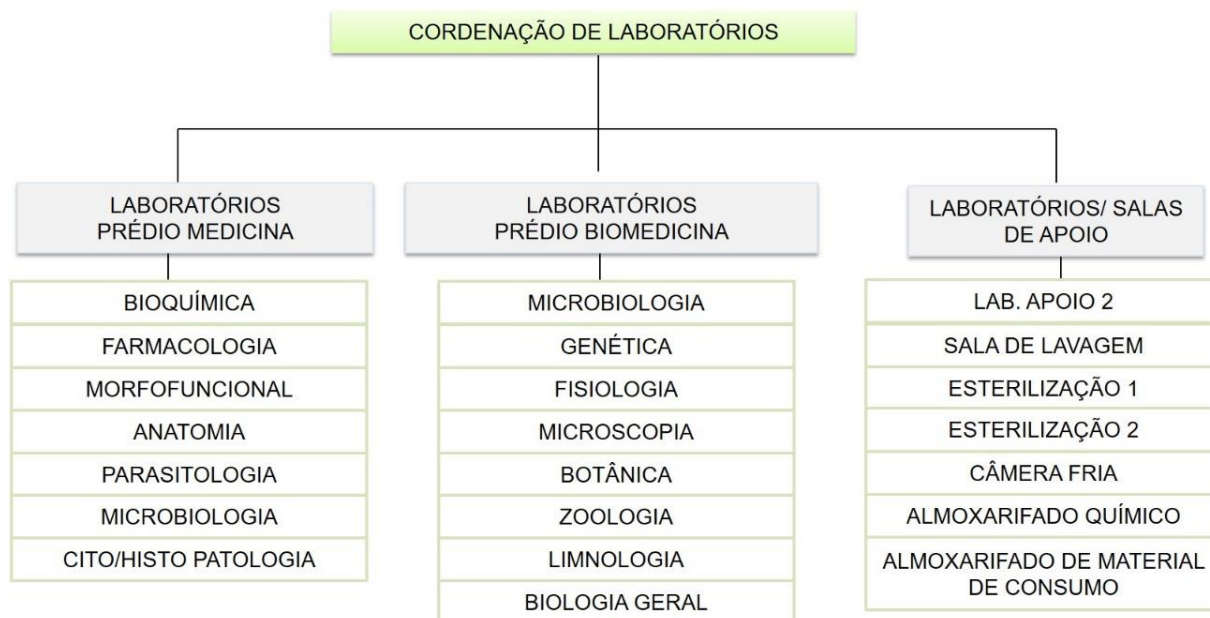 CORDENAÇÃO DE LABORATÓRIOS
LABORATÓRIOS
PRÉDIO MEDICINA
BIOQUÍMICA
FARMACOLOGIA
MORFOFUNCIONAL
ANATOMIA
PARASITOLOGIA
MICROBIOLOGIA
CITO/HISTO PATOLOGIA
LABORATÓRIOS
PRÉDIO BIOMEDICINA
MICROBIOLOGIA
GENÉTICA
FISIOLOGIA
MICROSCOPIA
BOTÂNICA
ZOOLOGIA
LIMNOLOGIA
BIOLOGIA GERAL
LABORATÓRIOS/ SALAS
DE APOIO
LAB. APOIO 2
SALA DE LAVAGEM
ESTERILIZAÇÃO 1
ESTERILIZAÇÃO 2
CÂMERA FRIA
ALMOXARIFADO QUÍMICO
ALMOXARIFADO DE MATERIAL
DE CONSUMO